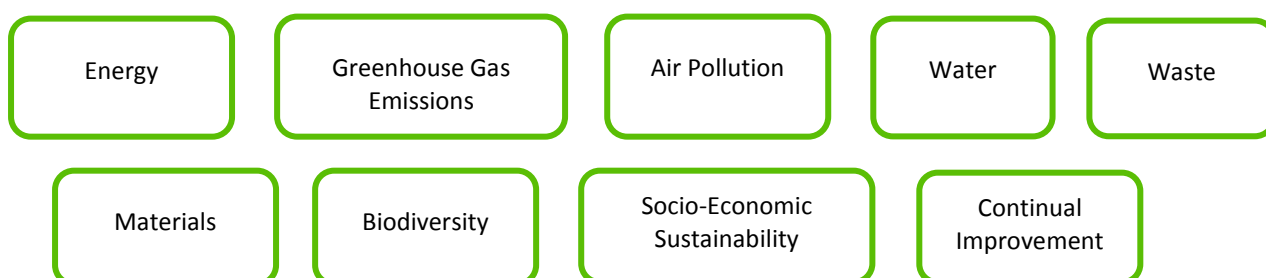 Energy
Greenhouse Gas
Emissions
Air Pollution
Water
Waste
Materials
Biodiversity
Socio-Economic
Sustainability
Continual
Improvement